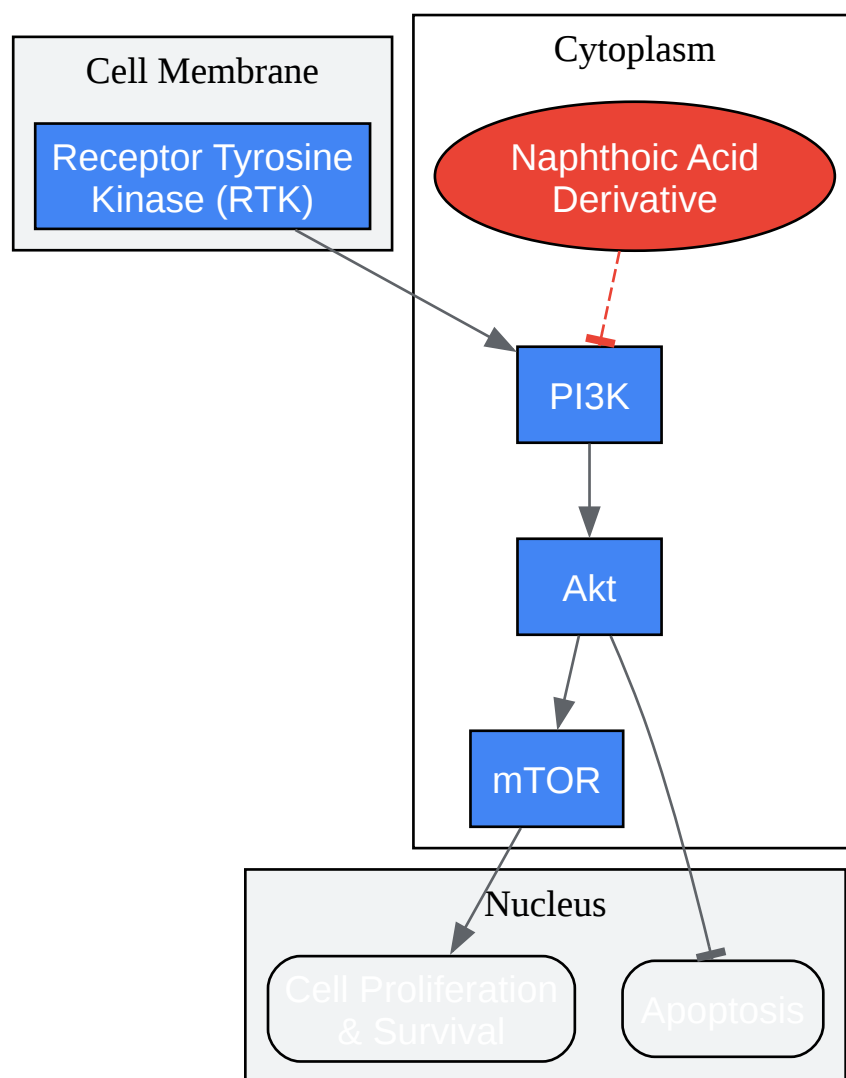 Cell Membrane
Receptor Tyrosine
Kinase (RTK)
Cytoplasm
Naphthoic Acid
Derivative
PI3K
Akt
mTOR
Nucleus
Cell Proliferation
& Survival
Apoptosis